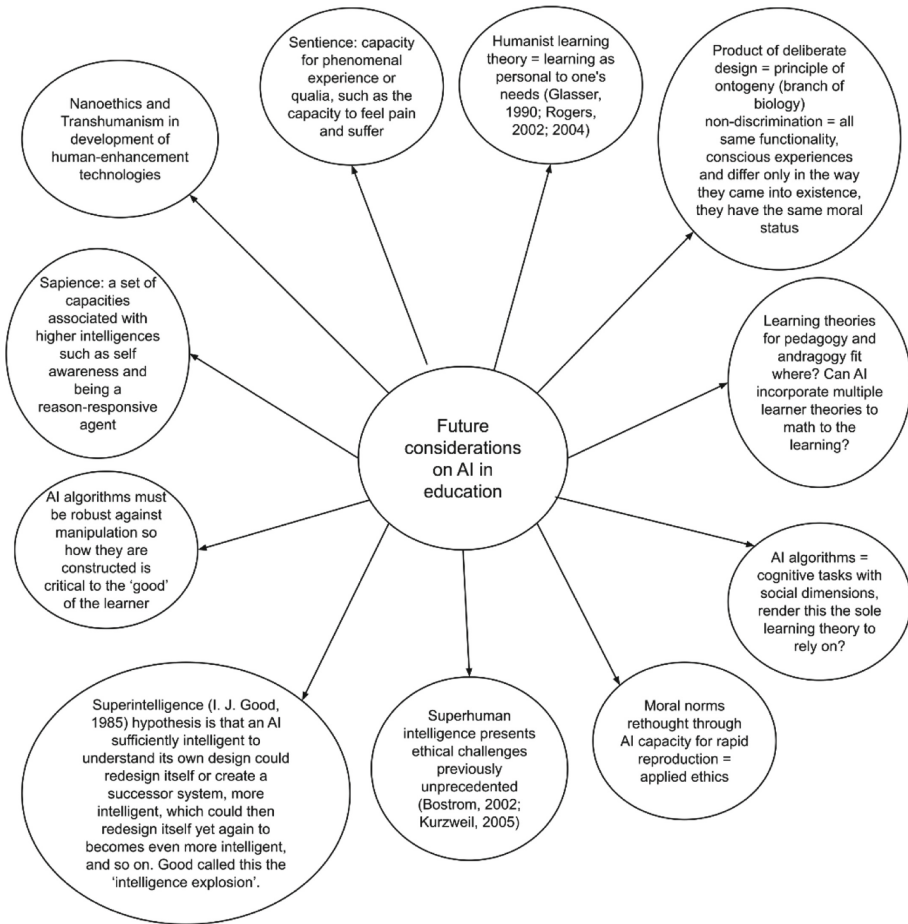 Sentience: capacity
for phenomenal
experience or
qualia, such as the
capacity to feel pain
and suffer
Humanist learning
theory = learning as
personal to one's
needs (Glasser,
1990; Rogers,
2002; 2004)
Product of deliberate
design = principle of
ontogeny (branch of
biology)
non-discrimination = all
same functionality,
conscious experiences
and differ only in the way
they came into existence,
they have the same moral
status
Nanoethics and
Transhumanism in
development of
human-enhancement
technologies
Sapience: a set of
capacities
associated with
higher intelligences
such as self
awareness and
being a
reason-responsive
agent
Learning theories
for pedagogy and
andragogy fit
where? Can AI
incorporate multiple
learner theories to
math to the
learning?
Future
considerations
on AI in
education
AI algorithms must
be robust against
manipulation so
how they are
constructed is
critical to the ‘good’
of the learner
AI algorithms =
cognitive tasks with
social dimensions,
render this the sole
learning theory to
rely on?
Superintelligence (I. J. Good,
1985) hypothesis is that an AI
sufficiently intelligent to
understand its own design could
redesign itself or create a
successor system, more
intelligent, which could then
redesign itself yet again to
becomes even more intelligent,
and so on. Good called this the
‘intelligence explosion’.
Superhuman
intelligence presents
ethical challenges
previously
unprecedented
(Bostrom, 2002;
Kurzweil, 2005)
Moral norms
rethought through
AI capacity for rapid
reproduction =
applied ethics